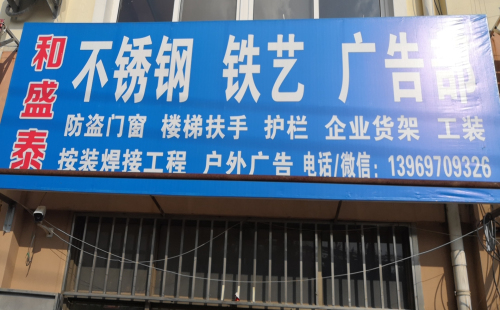 和盛泰
不锈钢 铁艺 广告部
防盗门窗 楼梯扶手 护栏 企业货架 工装
按装焊接工程 户外广告 电话/微信：13969709326